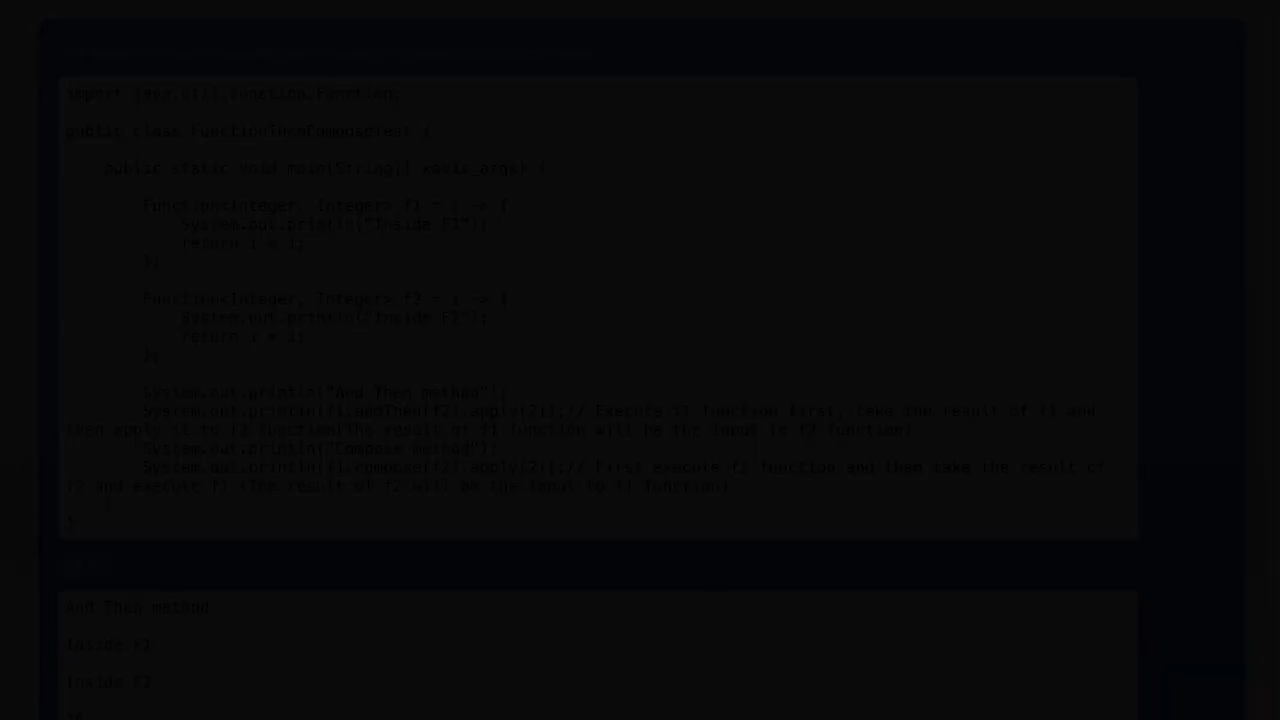 import java.util.function.Function;
public class FunctionThenComposeTest {
public static void main(String[] wable_args) {
Function<Integer, Integer> f1 = i -> {
System.out.println("Inside F1");
return i
};
Function<Integer, Integer> f2 = i -> {
System.out.println("Inside F2");
return i
};
System.out.println("And Then method");
System.out.println(f1.andThen(f2).apply(2));// Execute f1 function first, take the result of f1 and
then apply it to f2 function(The result of f1 function will be the input is f2 function)
System.out.println("Compose method");
System.out.println(f1.compose(f2).apply(2));// First execute f2 function and then take the result of
f2 and execute f1 (The result of f2 will be the input to f1 function)
}
}
And Then method
Inside F1
Inside F2